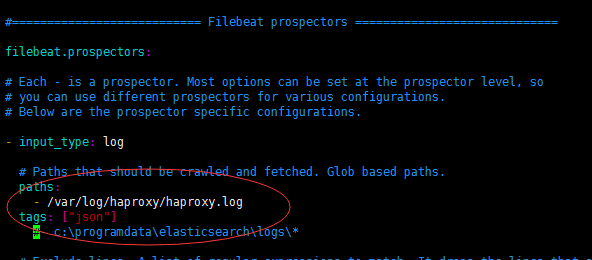 #=========================== Filebeat prospectors =============================
filebeat.prospectors:
# Each - is a prospector. Most options can be set at the prospector level, so
# you can use different prospectors for various configurations.
# Below are the prospector specific configurations.
- input_type: log
# Paths that should be crawled and fetched. Glob based paths.
paths:
- /var/log/haproxy/haproxy.log
tags: ["json"]
#  c:\programdata\elasticsearch\logs\*
# Exclude lines. A list of regular expressions to match. It drops the lines that